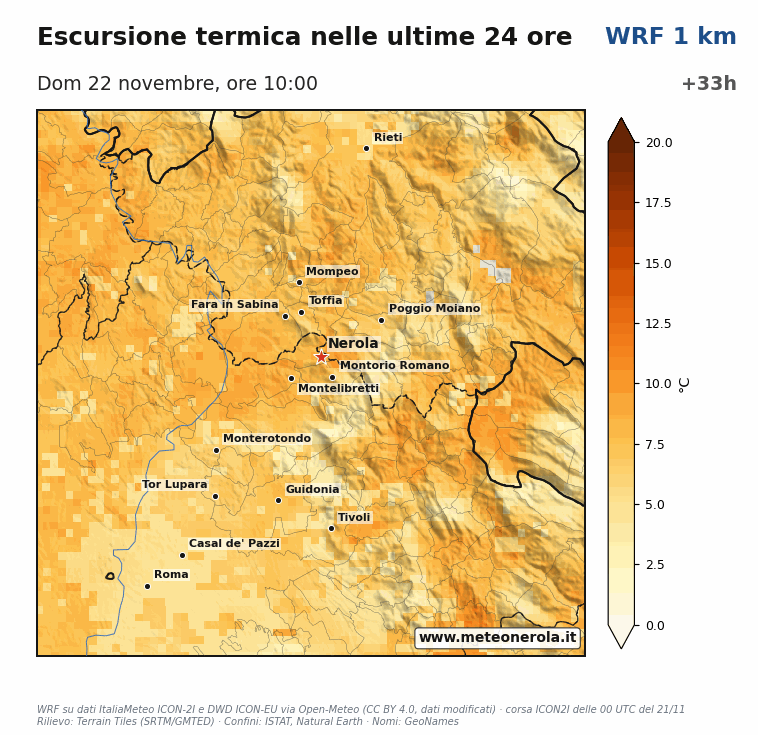 Escursione termica nelle ultime 24 ore
WRF 1 km
Dom 22 novembre, ore 10:00
+33h
Rieti
Mompeo
Fara in Sabina
Toffia
Poggio Moiano
Nerola
Montorio Romano
Montelibretti
Monterotondo
Tor Lupara
Guidonia
Tivoli
Casal de' Pazzi
Roma
www.meteonerola.it
20.0
17.5
15.0
12.5
10.0
7.5
5.0
2.5
0.0
°C
WRF su dati ItaliaMeteo ICON-2I e DWD ICON-EU via Open-Meteo (CC BY 4.0, dati modificati) · corsa ICON2I delle 00 UTC del 21/11
Rilievo: Terrain Tiles (SRTM/GMTED) · Confini: ISTAT, Natural Earth · Nomi: GeoNames